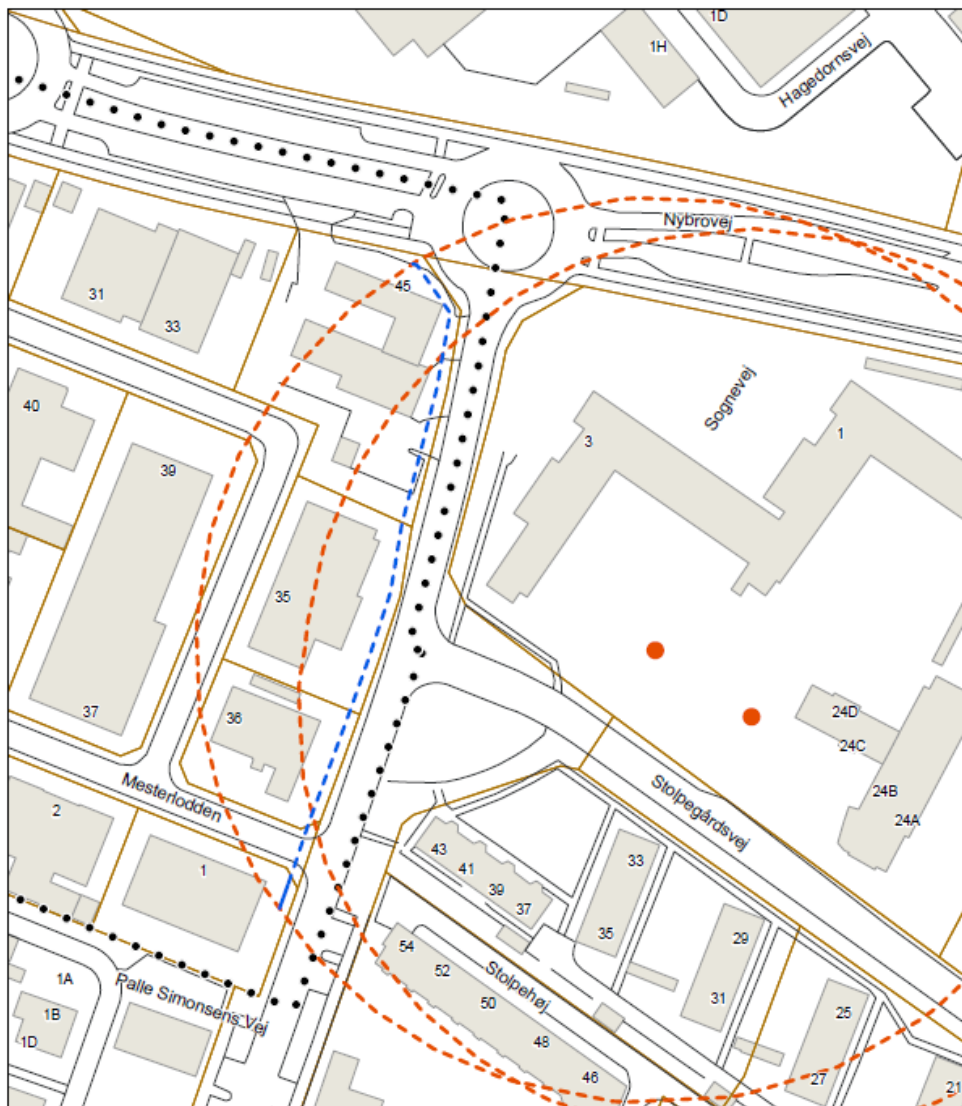 1D
1H
Hagedornsvej
Nybrovej
45
31
33
Sognevej
40
3
1
39
35
24D
36
24C
37
Mesterlodden
Stolpegårdsvej
24B
2
24A
43
33
1
41
39
37
29
54
35
52
Stolpehøj
1A
Palle Simonsens Vej
50
31
25
1B
1D
48
46
27
21